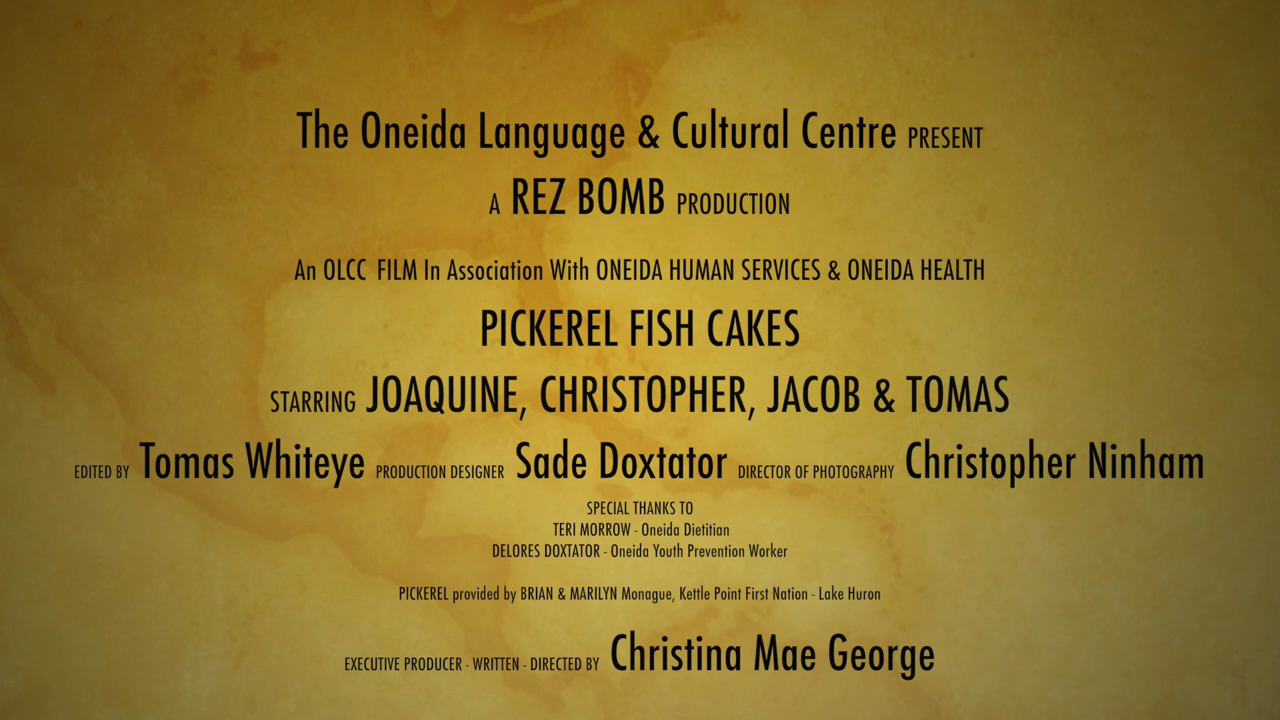 The Oneida Language & Cultural Centre PRESENT
A REZ BOMB PRODUCTION
An OLCC FILM In Association With ONEIDA HUMAN SERVICES & ONEIDA HEALTH
PICKEREL FISH CAKES
STARRING JOAQUINE, CHRISTOPHER, JACOB & TOMAS
EDITED BY Tomas Whiteye PRODUCTION DESIGNER Sade Doxtator DIRECTOR OF PHOTOGRAPHY Christopher Ninham
SPECIAL THANKS TO
TERI MORROW - Oneida Dietitian
DELORES DOXTATOR - Oneida Youth Prevention Worker
PICKEREL provided by BRIAN & MARILYN Monague, Kettle Point First Nation - Lake Huron
EXECUTIVE PRODUCER - WRITTEN - DIRECTED BY Christina Mae George